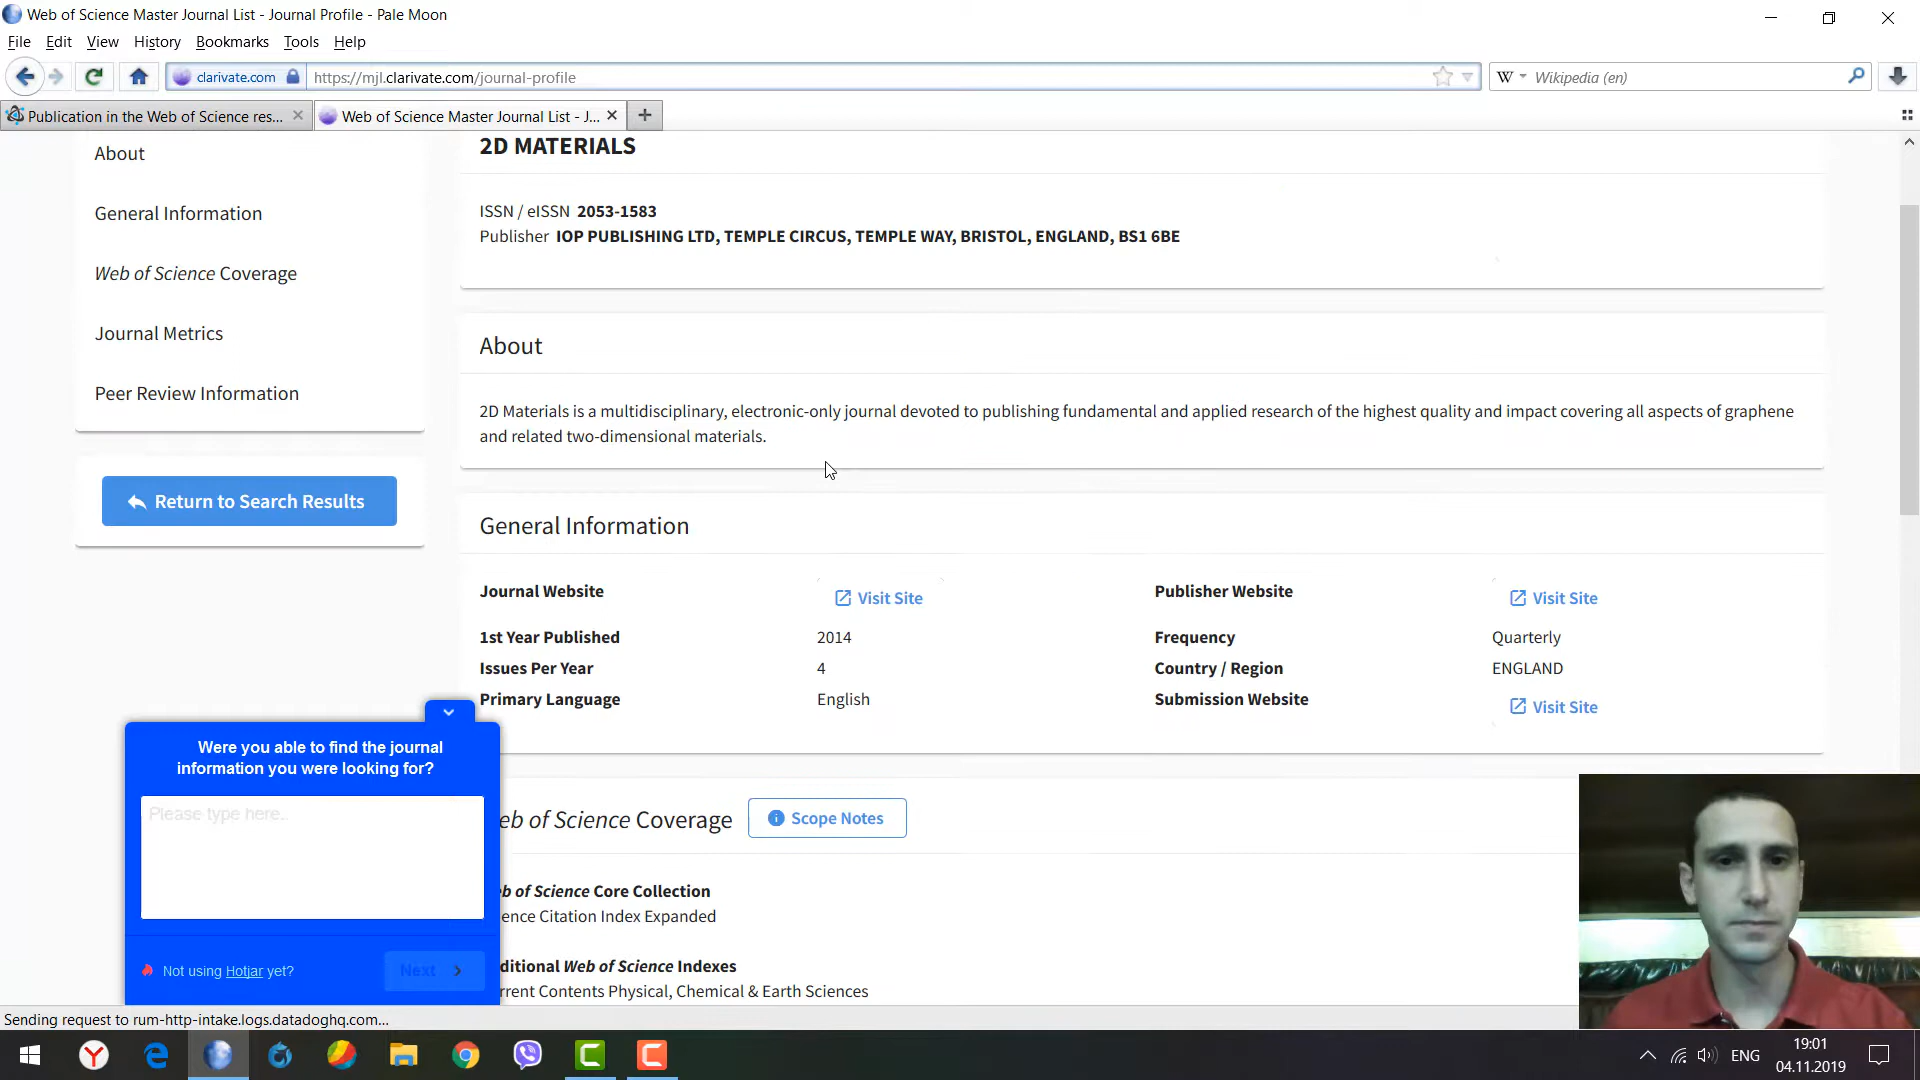 Web of Science Master Journal List - Journal Profile - Pale Moon
File Edit View History Bookmarks Tools Help
clarivate.com https://mjl.clarivate.com/journal-profile W Wikipedia (en)
Publication in the Web of Science res... Web of Science Master Journal List - J...
2D MATERIALS
ISSN / eISSN 2053-1583
Publisher IOP PUBLISHING LTD, TEMPLE CIRCUS, TEMPLE WAY, BRISTOL, ENGLAND, BS1 6BE
About
General Information
Web of Science Coverage
Journal Metrics
Peer Review Information
Return to Search Results
About
2D Materials is a multidisciplinary, electronic-only journal devoted to publishing fundamental and applied research of the highest quality and impact covering all aspects of graphene
and related two-dimensional materials.
General Information
Journal Website Visit Site Publisher Website Visit Site
1st Year Published 2014 Frequency Quarterly
Issues Per Year 4 Country / Region ENGLAND
Primary Language English Submission Website Visit Site
Were you able to find the journal
information you were looking for?
Please type here..
Not using Hotjar yet? Next
eb of Science Coverage Scope Notes
eb of Science Core Collection
ence Citation Index Expanded
ditional Web of Science Indexes
rrent Contents Physical, Chemical & Earth Sciences
Sending request to rum-http-intake.logs.datadoghq.com...
ENG
19:01
04.11.2019